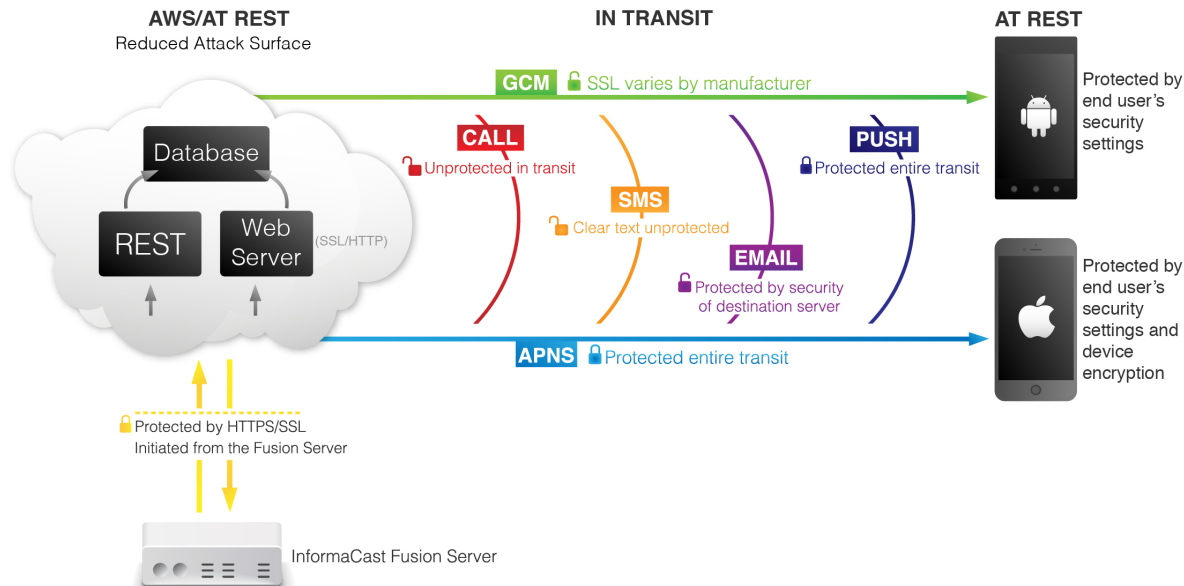 AWS/AT REST
Reduced Attack Surface
IN TRANSIT
AT REST
GCM
SSL varies by manufacturer
Protected by
end user's
security
settings
Database
REST
Web
Server
(SSL/HTTP)
CALL
Unprotected in transit
SMS
Clear text unprotected
EMAIL
Protected by security
of destination server
PUSH
Protected entire transit
APNS
Protected entire transit
Protected by
end user's
security
settings and
device
encryption
Protected by HTTPS/SSL
Initiated from the Fusion Server
InformaCast Fusion Server